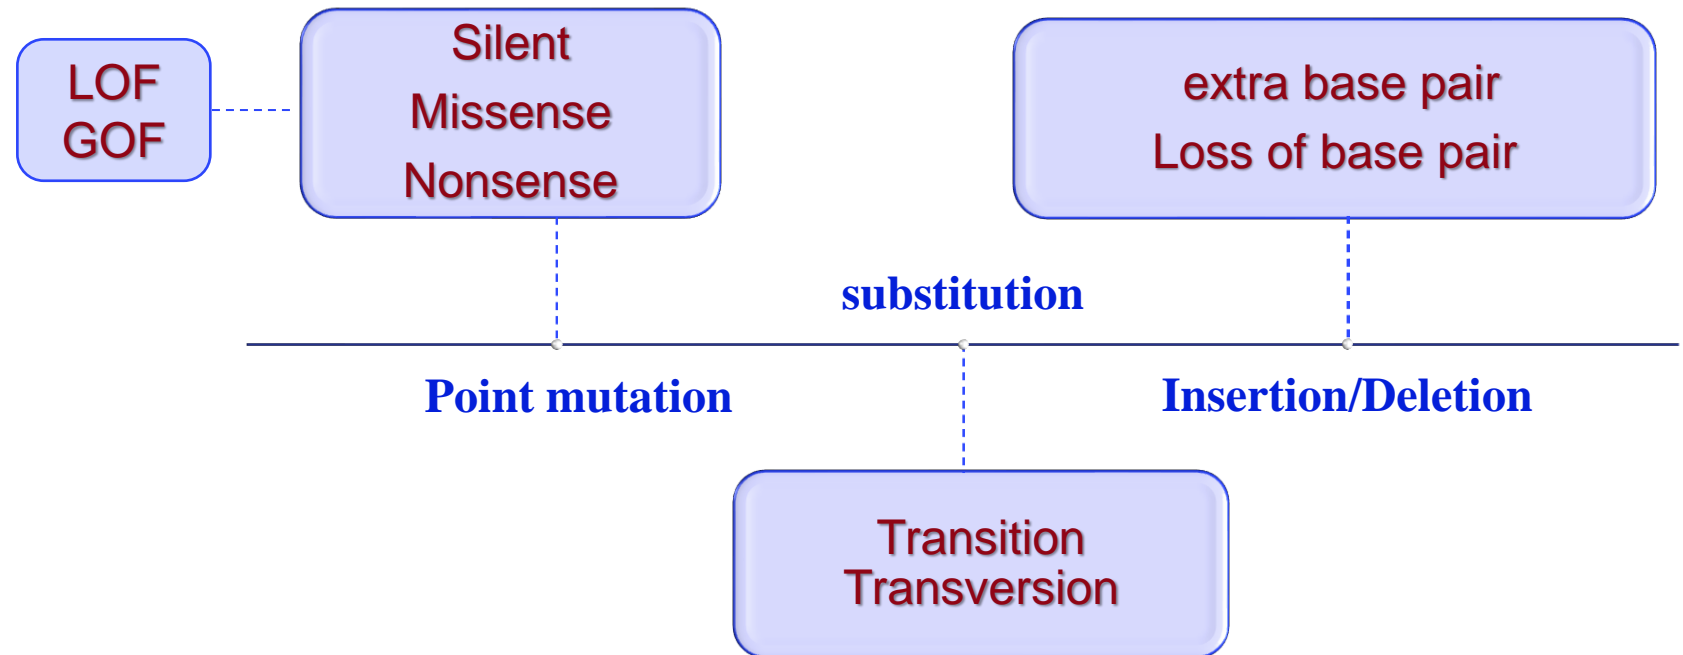 LOF
GOF
Silent
Missense
Nonsense
extra base pair
Loss of base pair
substitution
Point mutation
Insertion/Deletion
Transition
Transversion